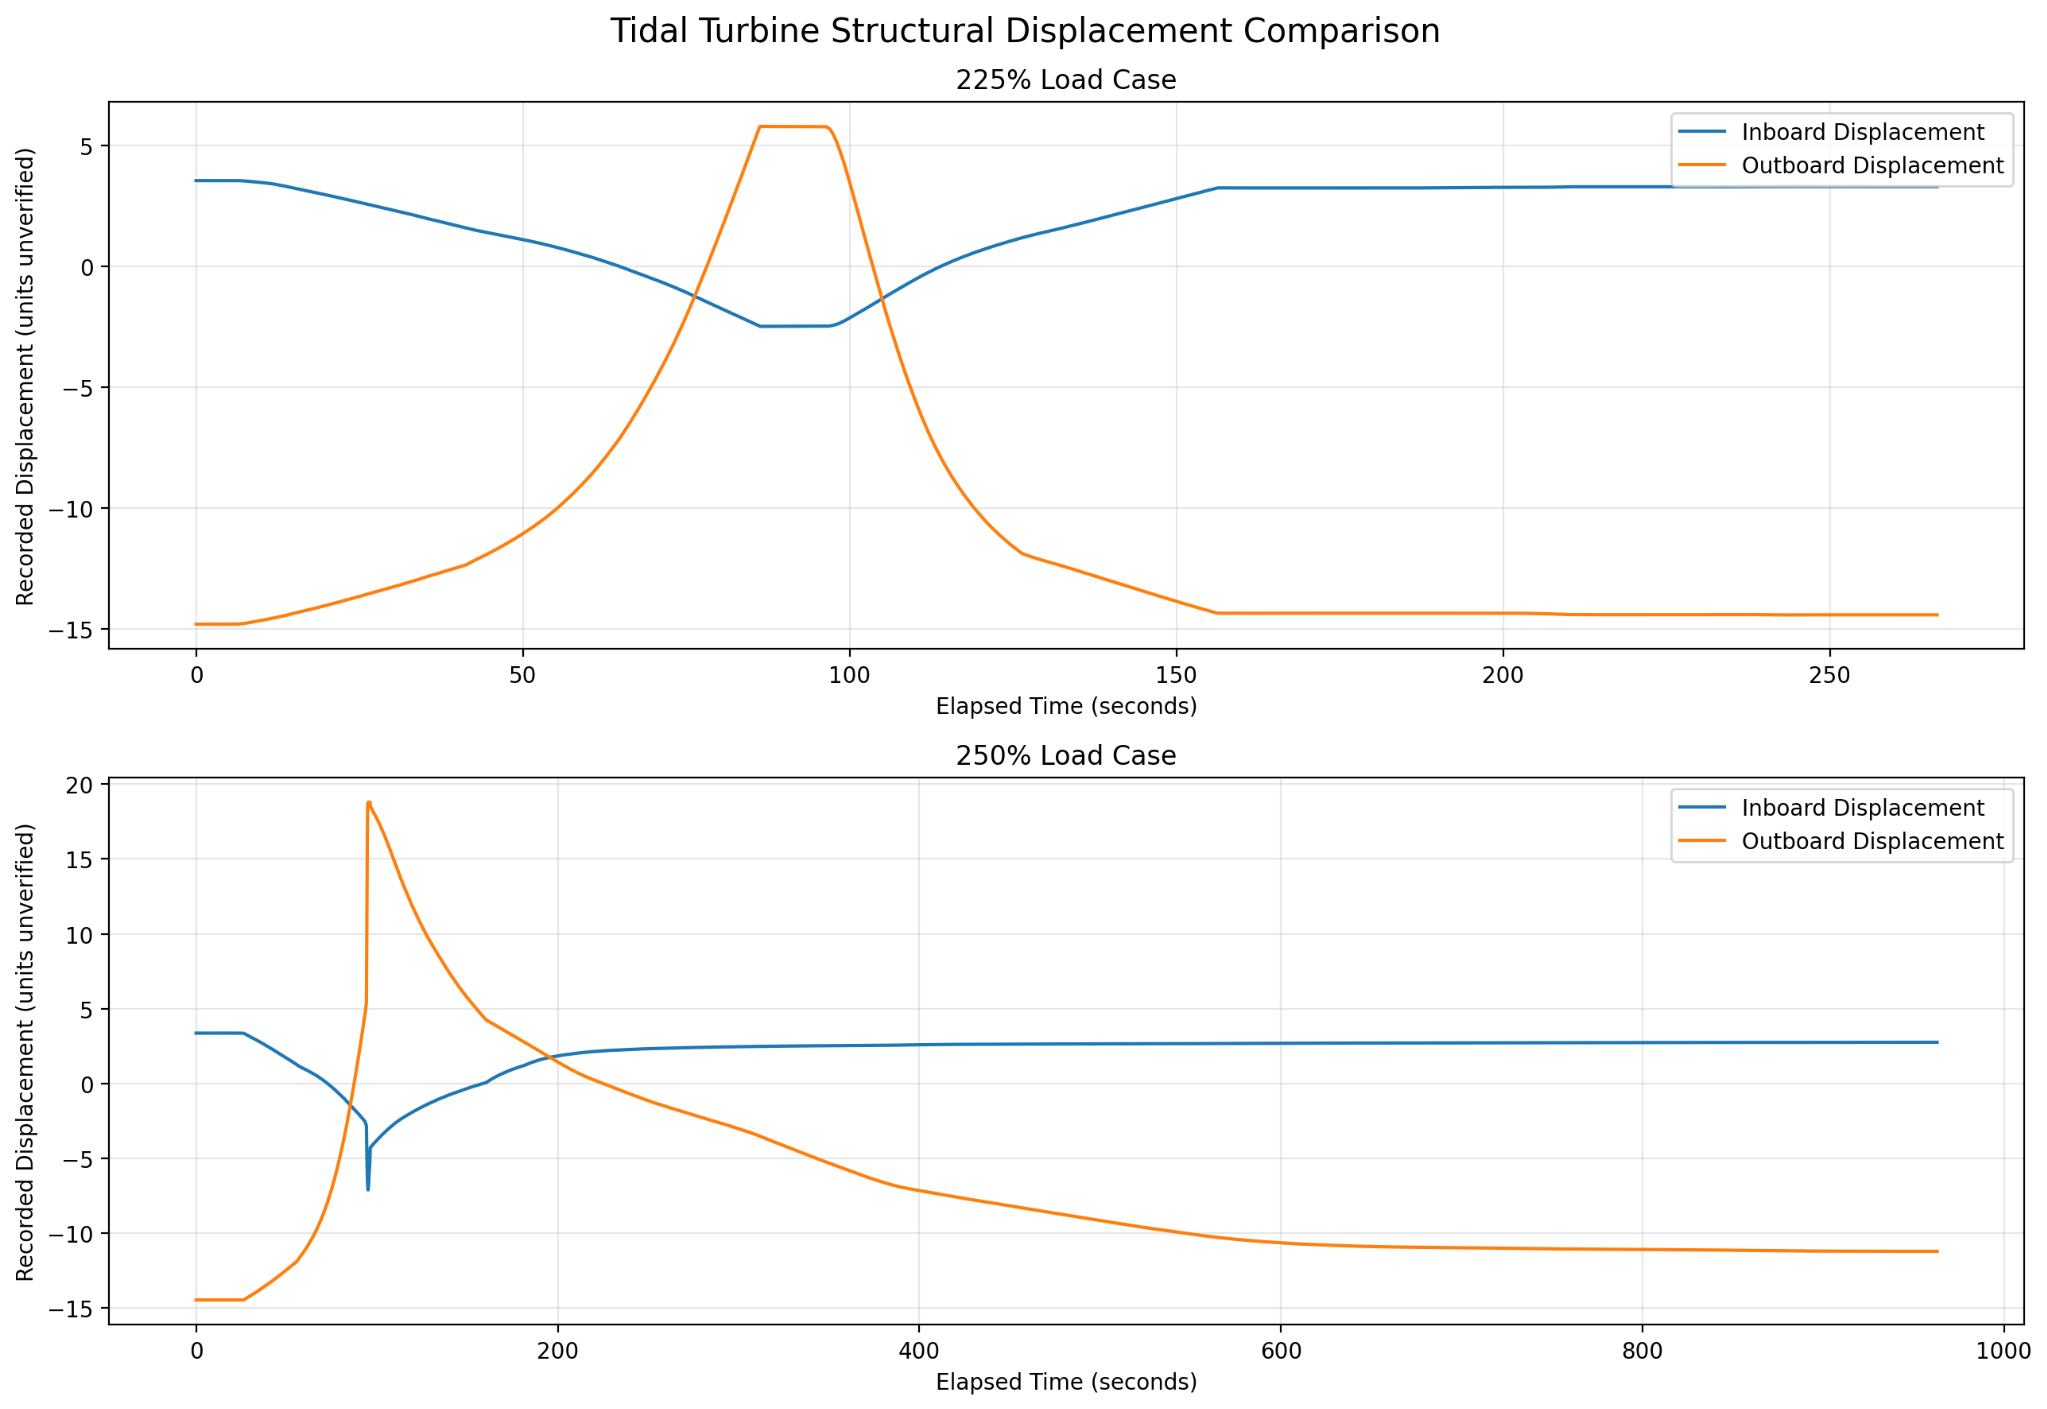 Tidal Turbine Structural Displacement Comparison
225% Load Case
Recorded Displacement (units unverified)
5
0
−5
−10
−15
Inboard Displacement
Outboard Displacement
0 50 100 150 200 250
Elapsed Time (seconds)
250% Load Case
Recorded Displacement (units unverified)
20
15
10
5
0
−5
−10
−15
Inboard Displacement
Outboard Displacement
0 200 400 600 800 1000
Elapsed Time (seconds)